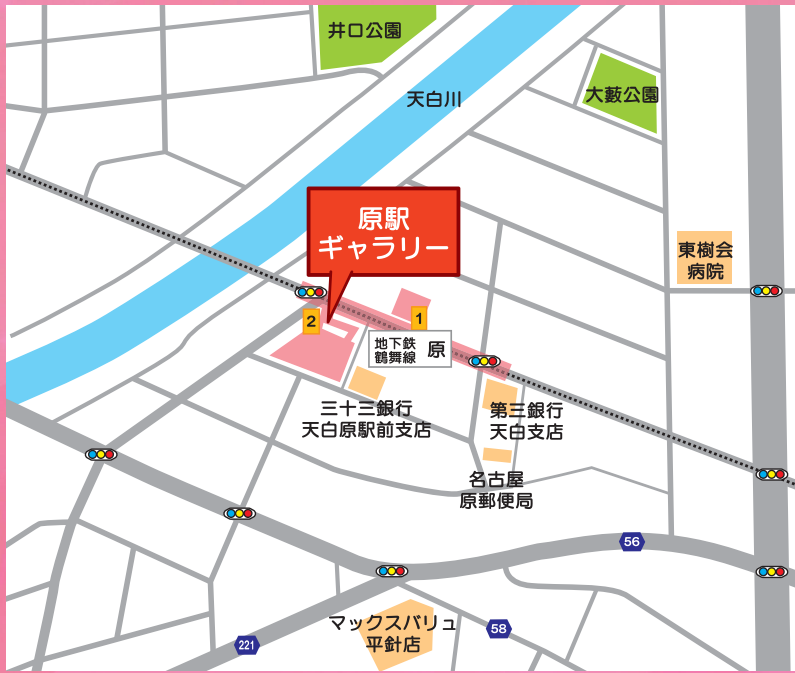 井口公園
天白川
大藪公園
原駅
ギャラリー
東樹会
病院
2
1
地下鉄
鶴舞線
原
三十三銀行
天白原駅前支店
第三銀行
天白支店
名古屋
原郵便局
56
マックスバリュ
平針店
58
221